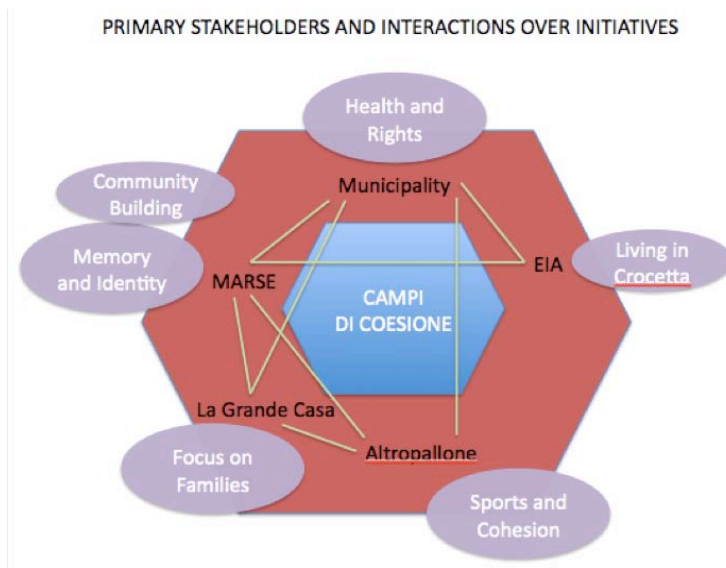 PRIMARY STAKEHOLDERS AND INTERACTIONS OVER INITIATIVES
Health and
Rights
Community
Building
Municipality
Memory
and Identity
MARSE
EIA
Living in
Crocetta
CAMPI
DI COESIONE
La Grande Casa
Altropallone
Focus on
Families
Sports and
Cohesion